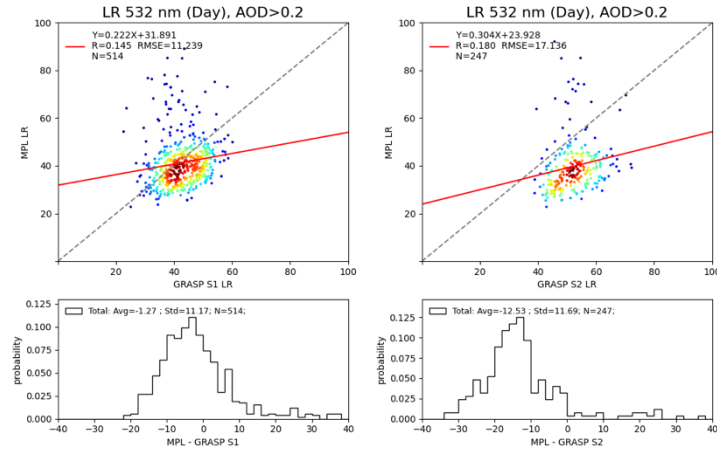 LR 532 nm (Day), AOD>0.2
Y=0.222X+31.891
R=0.145 RMSE=11.239
N=514
MPL LR
100
80
60
40
20
20 40 60 80 100
GRASP S1 LR
LR 532 nm (Day), AOD>0.2
Y=0.304X+23.928
R=0.180 RMSE=17.136
N=247
MPL LR
100
80
60
40
20
20 40 60 80 100
GRASP S2 LR
Total: Avg=-1.27 ; Std=11.17; N=514;
probability
0.125
0.100
0.075
0.050
0.025
0.000
−40 −30 −20 −10 0 10 20 30 40
MPL - GRASP S1
Total: Avg=-12.53 ; Std=11.69; N=247;
probability
0.125
0.100
0.075
0.050
0.025
0.000
−40 −30 −20 −10 0 10 20 30 40
MPL - GRASP S2